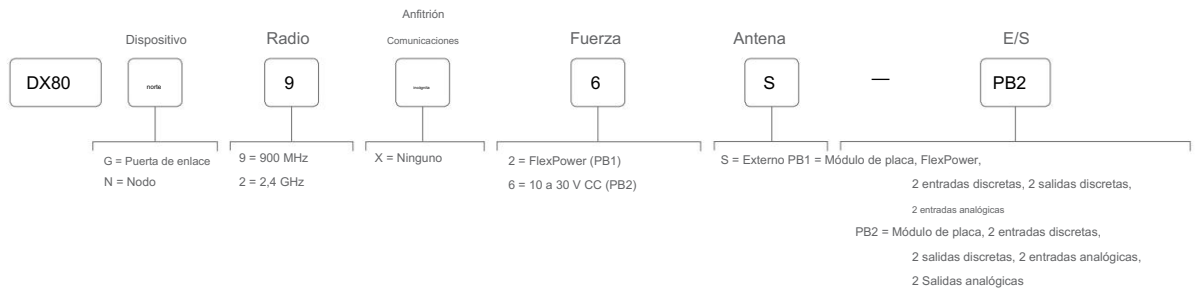 Anfitrión
Dispositivo Radio Comunicaciones Fuerza Antena E/S
DX80 norte 9 incógnita 6 S — PB2
G = Puerta de enlace
N = Nodo
9 = 900 MHz
2 = 2,4 GHz
X = Ninguno
2 = FlexPower (PB1)
6 = 10 a 30 V CC (PB2)
S = Externo PB1 = Módulo de placa, FlexPower,
2 entradas discretas, 2 salidas discretas,
2 entradas analógicas
PB2 = Módulo de placa, 2 entradas discretas,
2 salidas discretas, 2 entradas analógicas,
2 Salidas analógicas